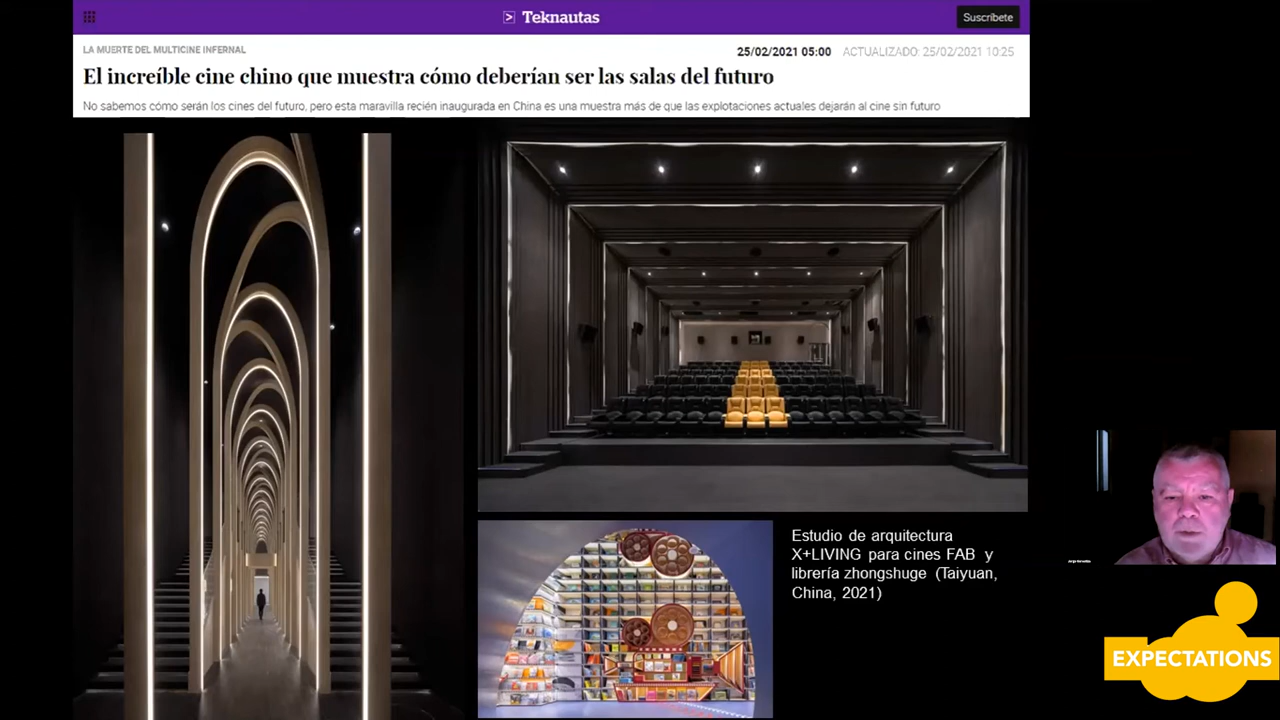 Teknautas
Suscríbete
LA MUERTE DEL MULTICINE INFERNAL
25/02/2021 05:00 ACTUALIZADO: 25/02/2021 10:25
El increíble cine chino que muestra cómo deberían ser las salas del futuro
No sabemos cómo serán los cines del futuro, pero esta maravilla recién inaugurada en China es una muestra más de que las explotaciones actuales dejarán al cine sin futuro
Estudio de arquitectura
X+LIVING para cines FAB y
librería zhongshuge (Taiyuan,
China, 2021)
EXPECTATIONS